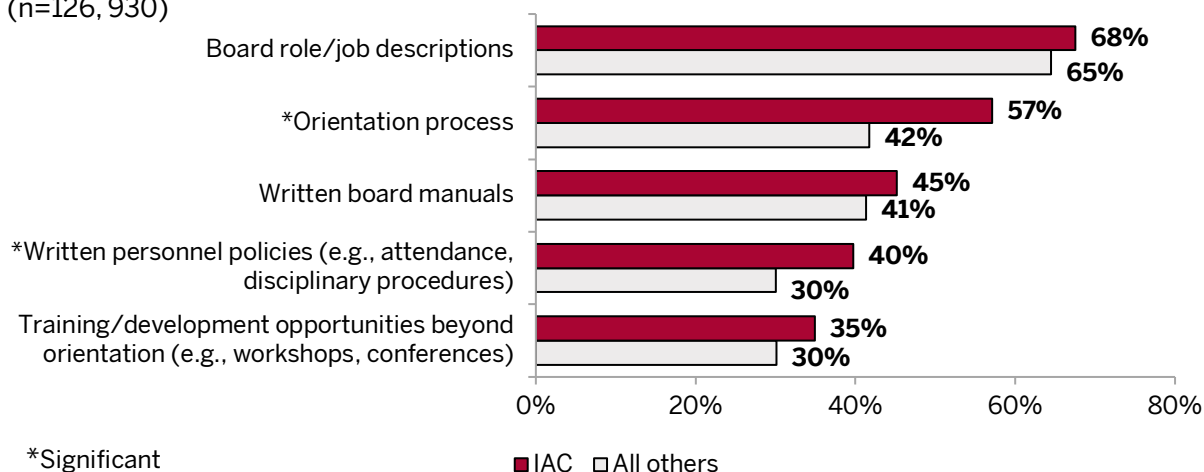 (n=126, 930)
Board role/job descriptions
68%
65%
*Orientation process
57%
42%
Written board manuals
45%
41%
*Written personnel policies (e.g., attendance,
disciplinary procedures)
40%
30%
Training/development opportunities beyond
orientation (e.g., workshops, conferences)
35%
30%
0% 20% 40% 60% 80%
*Significant
IAC All others